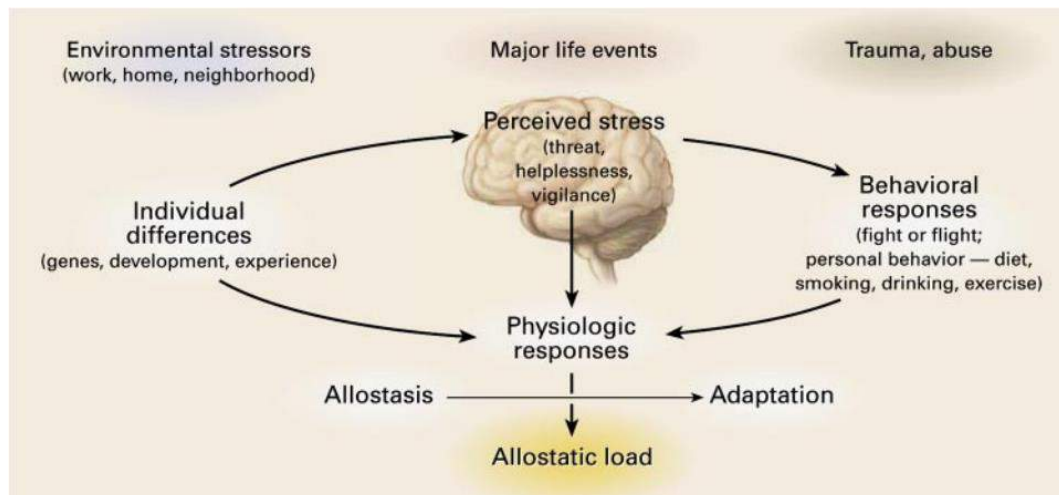 Environmental stressors
(work, home, neighborhood)
Major life events
Trauma, abuse
Perceived stress
(threat,
helplessness,
vigilance)
Individual
differences
(genes, development, experience)
Behavioral
responses
(fight or flight;
personal behavior — diet,
smoking, drinking, exercise)
Physiologic
responses
Allostasis
Adaptation
Allostatic load